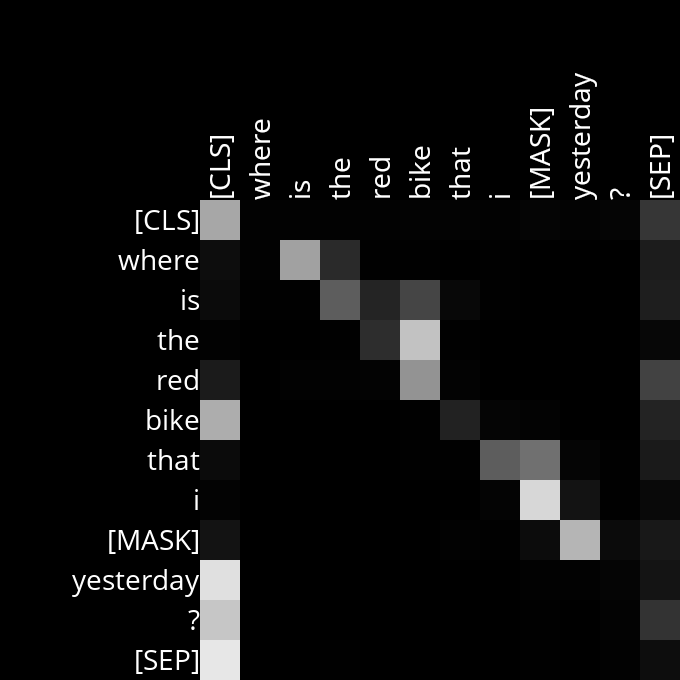 [CLS]
where
is
the
red
bike
that
i
[MASK]
yesterday
?
[SEP]
[CLS]
where
is
the
red
bike
that
i
[MASK]
yesterday
?
[SEP]